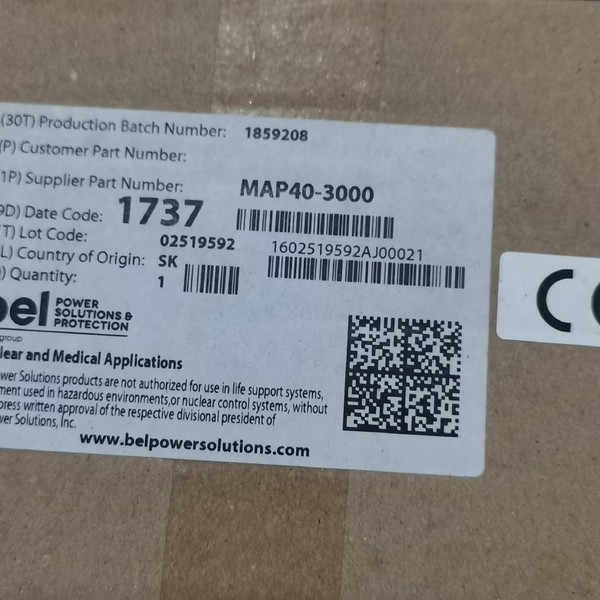 (30T) Production Batch Number: 1859208
(P) Customer Part Number:
1P) Supplier Part Number: MAP40-3000
9D) Date Code: 1737
T) Lot Code: 02519592 1602519592AJ00021
L) Country of Origin: SK
) Quantity: 1
bel POWER
SOLUTIONS &
PROTECTION
group
lear and Medical Applications
wer Solutions products are not authorized for use in life support systems,
ment used in hazardous environments,or nuclear control systems, without
press written approval of the respective divisional president of
wer Solutions, Inc.
www.belpowersolutions.com
CE